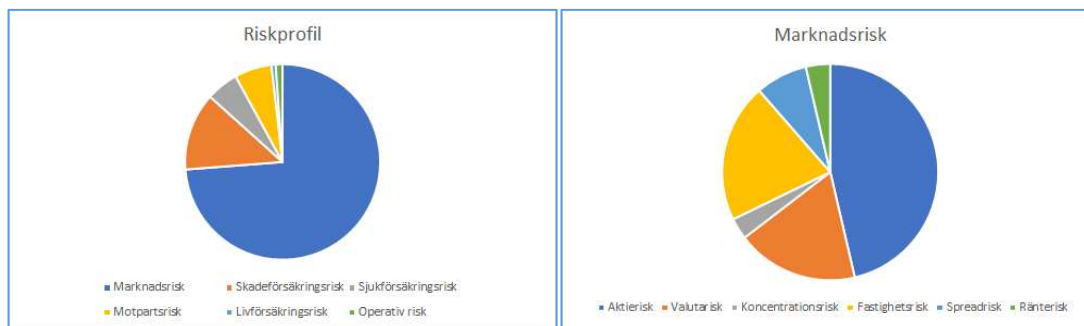 Riskprofil
Marknadsrisk Skadeförsäkringsrisk Sjukförsäkringsrisk
Motpartsrisk Livförsäkringsrisk Operativ risk
Marknadsrisk
Aktierisk Valutarisk Koncentrationsrisk Fastighetsrisk Spreadrisk Ränterisk